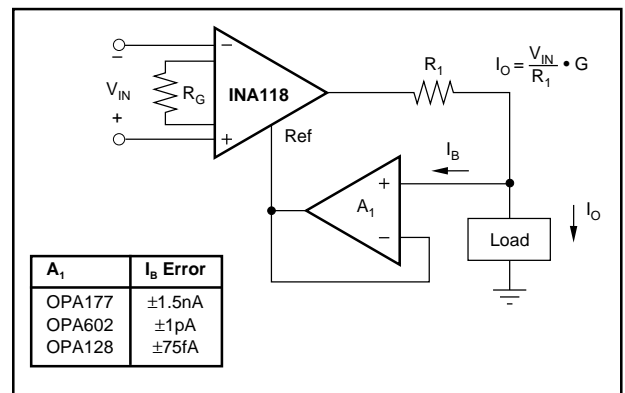 −
V_IN
+
R_G
−
INA118
+
Ref
R_1
I_O = V_IN / R_1 • G
I_B
+
A_1
−
Load
I_O
A_1 I_B Error
OPA177 ±1.5nA
OPA602 ±1pA
OPA128 ±75fA